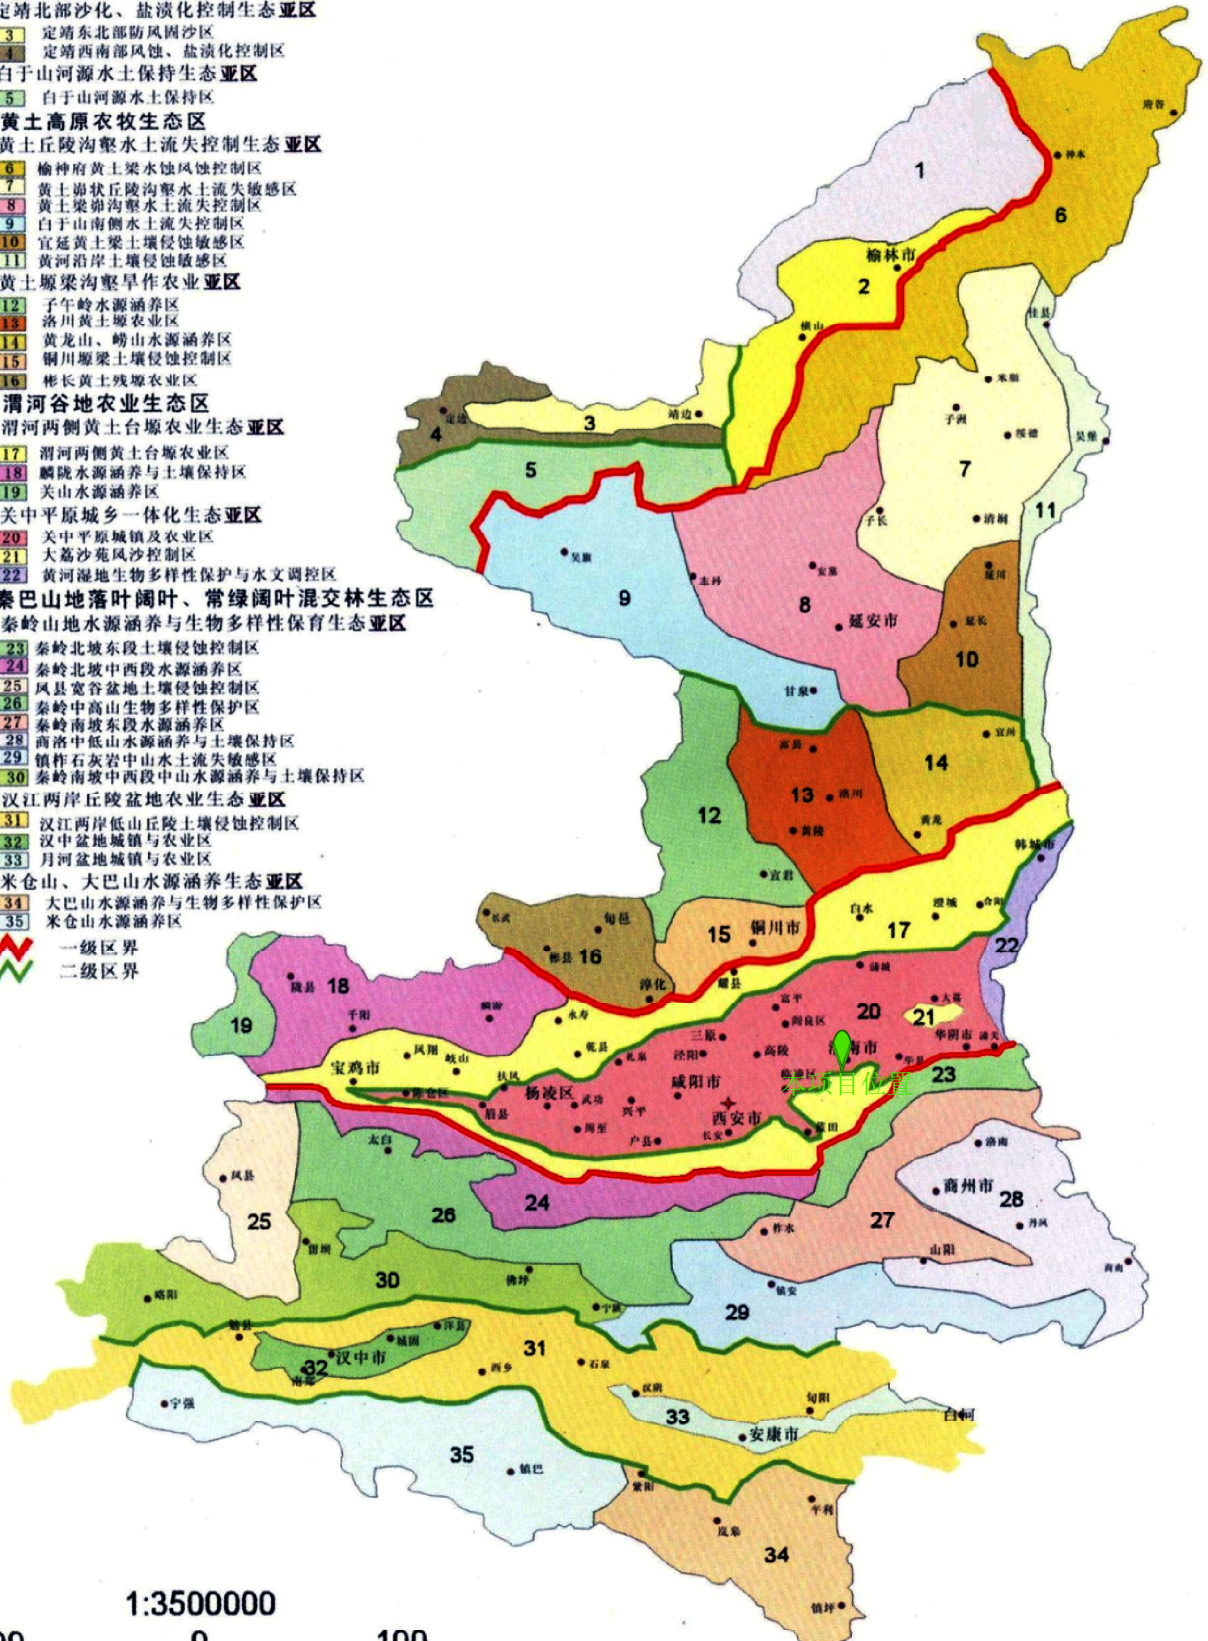 定靖北部沙化、盐渍化控制生态亚区
3 定靖东北部防风固沙区
4 定靖西南部风蚀、盐渍化控制区
白于山河源水土保持生态亚区
5 白于山河源水土保持区
黄土高原农牧生态区
黄土丘陵沟壑水土流失控制生态亚区
6 榆神府黄土梁水蚀风蚀控制区
7 黄土峁状丘陵沟壑水土流失敏感区
8 黄土梁峁沟壑水土流失控制区
9 白于山南侧水土流失控制区
10 宜延黄土梁土壤侵蚀敏感区
11 黄河沿岸土壤侵蚀敏感区
黄土塬梁沟壑旱作农业亚区
12 子午岭水源涵养区
13 洛川黄土塬农业区
14 黄龙山、崂山水源涵养区
15 铜川塬梁土壤侵蚀控制区
16 彬长黄土残塬农业区
渭河谷地农业生态区
渭河两侧黄土台塬农业生态亚区
17 渭河两侧黄土台塬农业区
18 麟陇水源涵养与土壤保持区
19 关山水源涵养区
关中平原城乡一体化生态亚区
20 关中平原城镇及农业区
21 大荔沙苑风沙控制区
22 黄河湿地生物多样性保护与水文调控区
秦巴山地落叶阔叶、常绿阔叶混交林生态区
秦岭山地水源涵养与生物多样性保育生态亚区
23 秦岭北坡东段土壤侵蚀控制区
24 秦岭北坡中西段水源涵养区
25 凤县宽谷盆地土壤侵蚀控制区
26 秦岭中高山生物多样性保护区
27 秦岭南坡东段水源涵养区
28 商洛中低山水源涵养与土壤保持区
29 镇柞石灰岩中山水土流失敏感区
30 秦岭南坡中西段中山水源涵养与土壤保持区
汉江两岸丘陵盆地农业生态亚区
31 汉江两岸低山丘陵土壤侵蚀控制区
32 汉中盆地城镇与农业区
33 月河盆地城镇与农业区
米仓山、大巴山水源涵养生态亚区
34 大巴山水源涵养与生物多样性保护区
35 米仓山水源涵养区
一级区界
二级区界
府谷
神木
1
6
榆林市
2
横山
佳县
米脂
子洲
绥德
吴堡
定边
靖边
3
4
5
7
子长
清涧
11
吴旗
志丹
安塞
延川
9
8
延安市
延长
10
甘泉
宜川
富县
14
12
13
洛川
黄陵
黄龙
韩城市
宜君
长武
旬邑
白水
澄城
合阳
15
铜川市
17
22
彬县
16
淳化
耀县
蒲城
陇县
18
千阳
麟游
永寿
富平
大荔
20
21
19
阎良区
三原
乾县
礼泉
泾阳
高陵
渭南市
华阴市
潼关
凤翔
岐山
宝鸡市
扶风
华县
23
临潼区
本项目位置
陈仓区
杨凌区
武功
咸阳市
眉县
兴平
西安市
周至
户县
长安
蓝田
太白
洛南
凤县
24
商州市
28
25
26
27
丹凤
柞水
留坝
山阳
商南
30
佛坪
镇安
略阳
宁陕
29
勉县
洋县
城固
31
汉中市
32
南郑
西乡
石泉
汉阴
旬阳
宁强
33
白河
安康市
35
镇巴
紫阳
平利
岚皋
34
镇坪
1:3500000
0
100